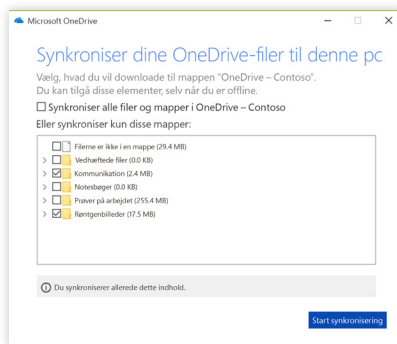 Microsoft OneDrive
Synkroniser dine OneDrive-filer til denne pc
Vælg, hvad du vil downloade til mappen "OneDrive – Contoso".
Du kan tilgå disse elementer, selv når du er offline.
Synkroniser alle filer og mapper i OneDrive – Contoso
Eller synkroniser kun disse mapper:
Filerne er ikke i en mappe (29.4 MB)
Vedhæftede filer (0.0 KB)
Kommunikation (2.4 MB)
Notesbøger (0.0 KB)
Prøver på arbejdet (255.4 MB)
Røntgenbilleder (17.5 MB)
Du synkroniserer allerede dette indhold.
Start synkronisering